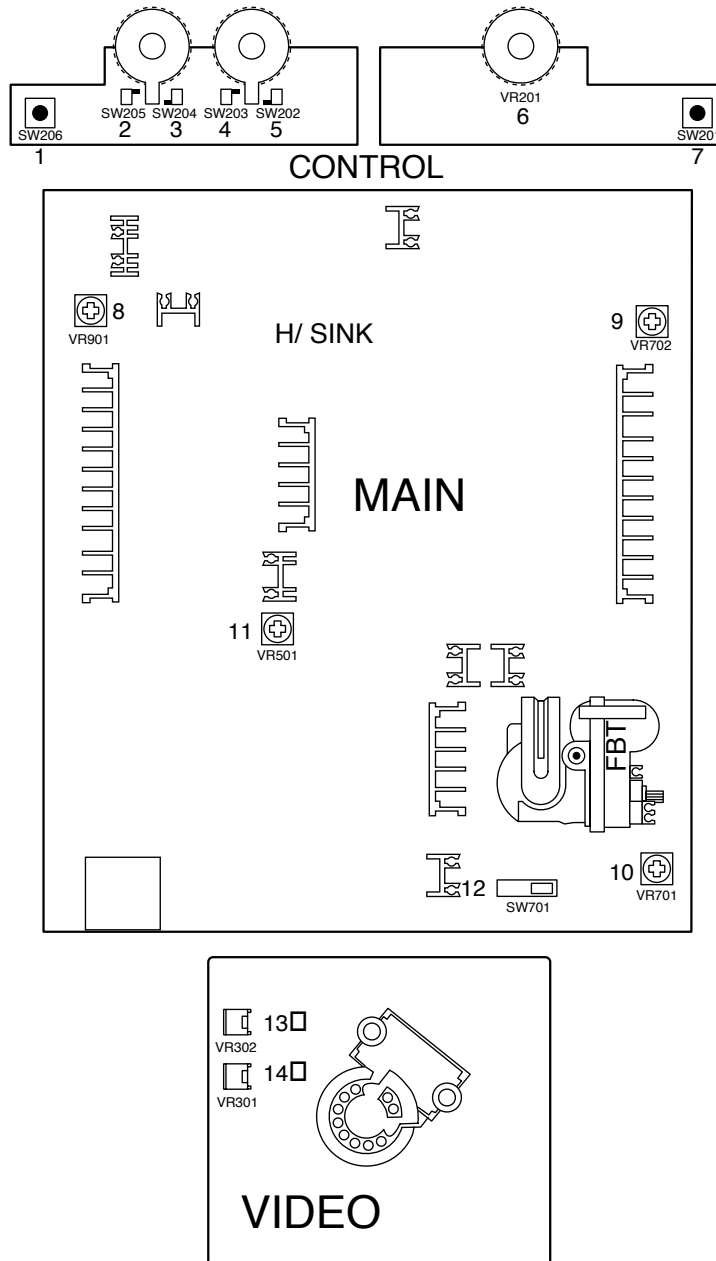 SW205 SW204 SW203 SW202
2 3 4 5
SW206
1
VR201
6
SW201
7
CONTROL
8
VR901
H/ SINK
9
VR702
MAIN
11
VR501
FBT
10
VR701
12
SW701
13
VR302
14
VR301
VIDEO